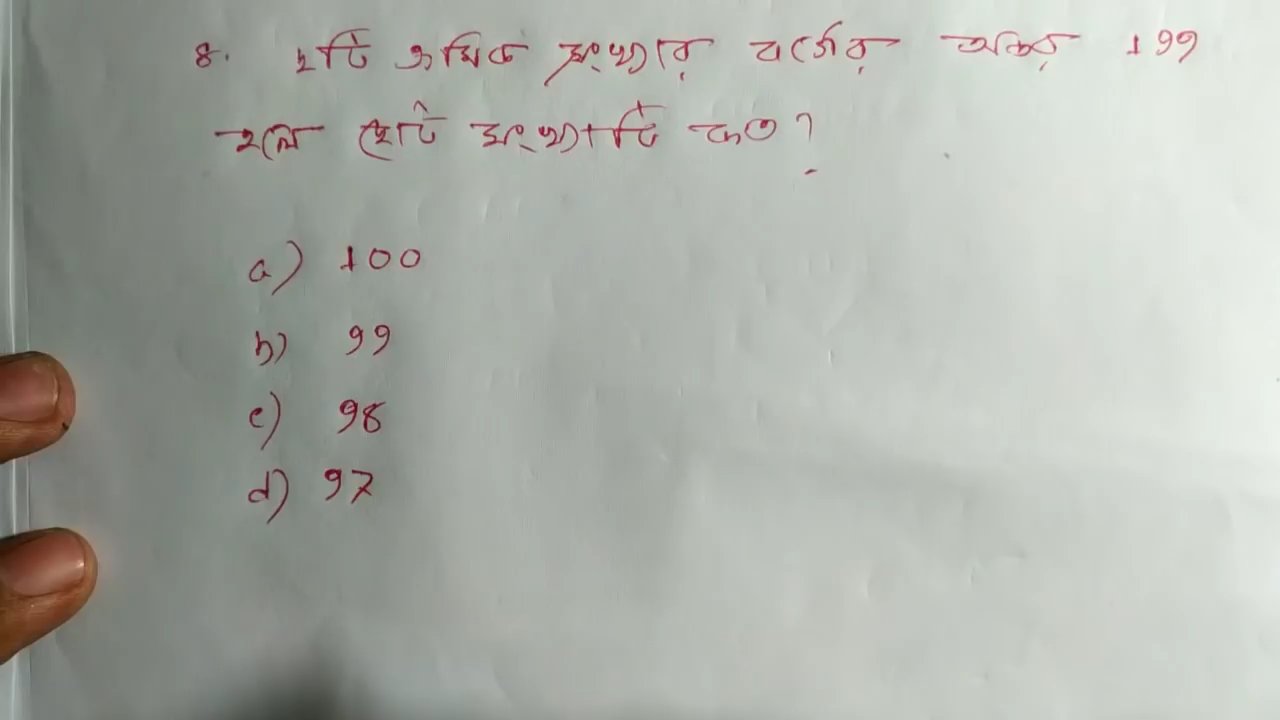 ৪. দুটি ক্রমিক সংখ্যার বর্গের অন্তর 199
হলে ছোট সংখ্যাটি কত?
a) 100
b) 99
c) 98
d) 97